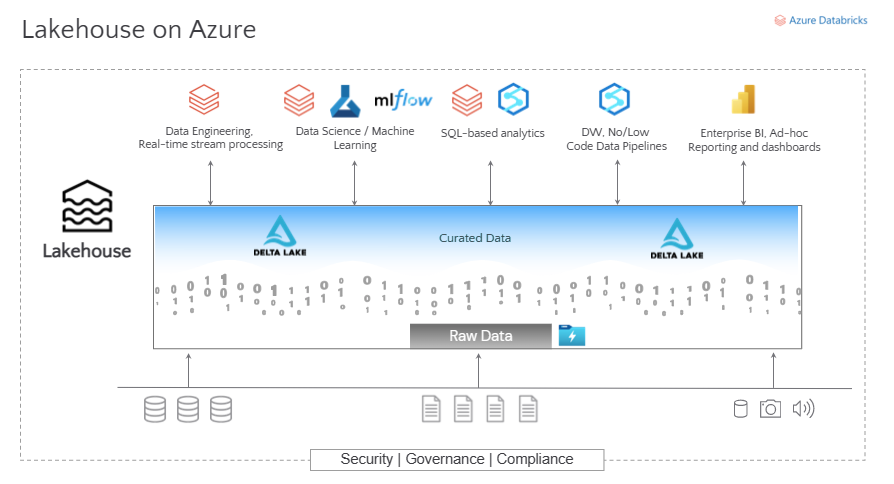 Lakehouse on Azure
Azure Databricks
mlflow
Data Engineering,
Real-time stream processing
Data Science / Machine
Learning
SQL-based analytics
DW, No/Low
Code Data Pipelines
Enterprise BI, Ad-hoc
Reporting and dashboards
Lakehouse
DELTA LAKE
Curated Data
DELTA LAKE
Raw Data
Security | Governance | Compliance